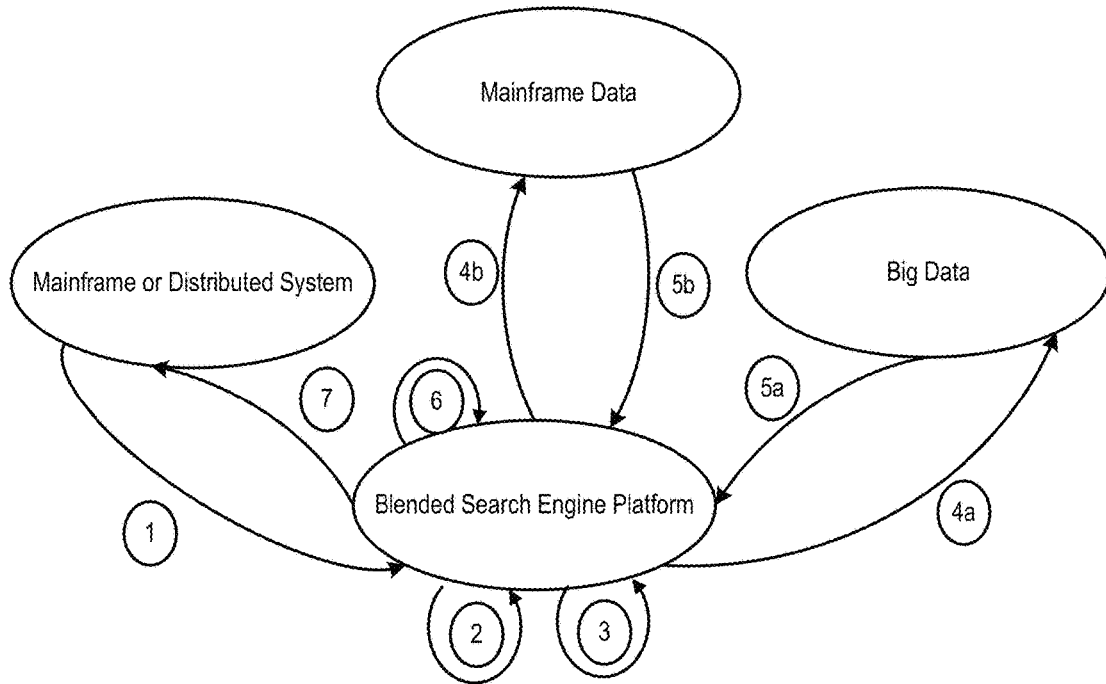 Mainframe Data
Mainframe or Distributed System
4b
5b
Big Data
7
6
5a
Blended Search Engine Platform
1
4a
2
3